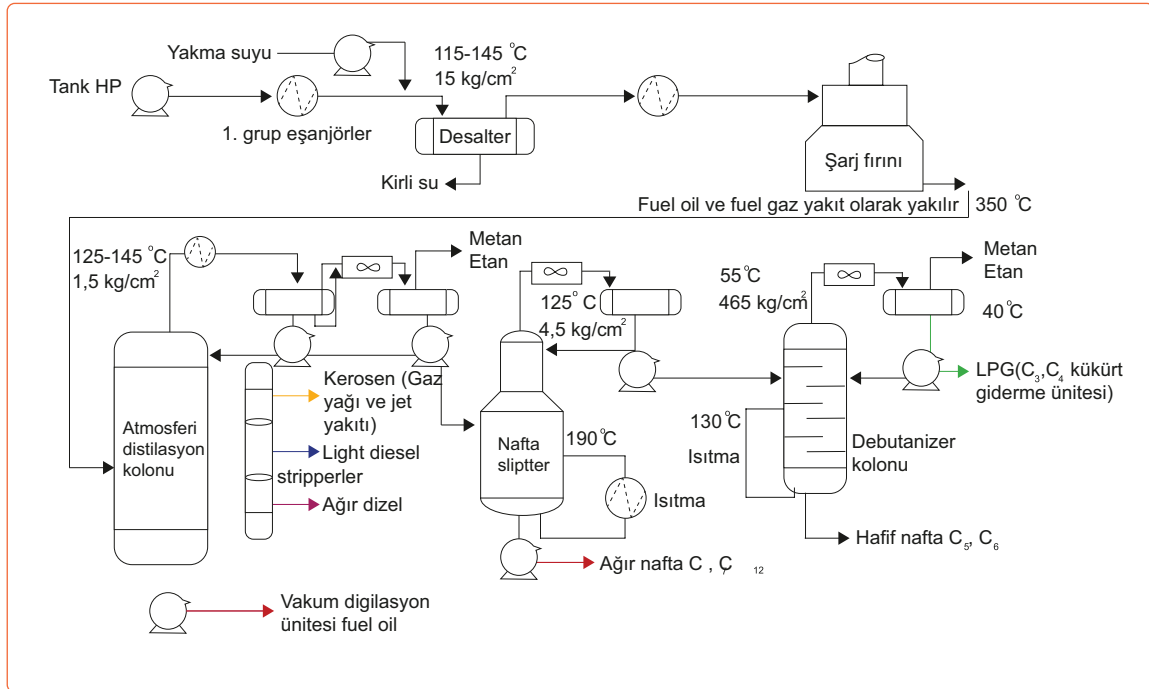 Yakma suyu
115-145 °C
15 kg/cm²
Tank HP
1. grup eşanjörler
Desalter
Kirli su
Şarj fırını
Fuel oil ve fuel gaz yakıt olarak yakılır
350 °C
125-145 °C
1,5 kg/cm²
Metan
Etan
125° C
4,5 kg/cm²
55°C
465 kg/cm²
Metan
Etan
40°C
LPG(C₃,C₄ kükürt
giderme ünitesi)
Kerosen (Gaz
yağı ve jet
yakıtı)
Light diesel
stripperler
Ağır dizel
Atmosferi
distilasyon
kolonu
Nafta
sliptter
190°C
Isıtma
130°C
Isıtma
Debutanizer
kolonu
Hafif nafta C₅, C₆
Ağır nafta C , C₇ ₁₂
Vakum digilasyon
ünitesi fuel oil